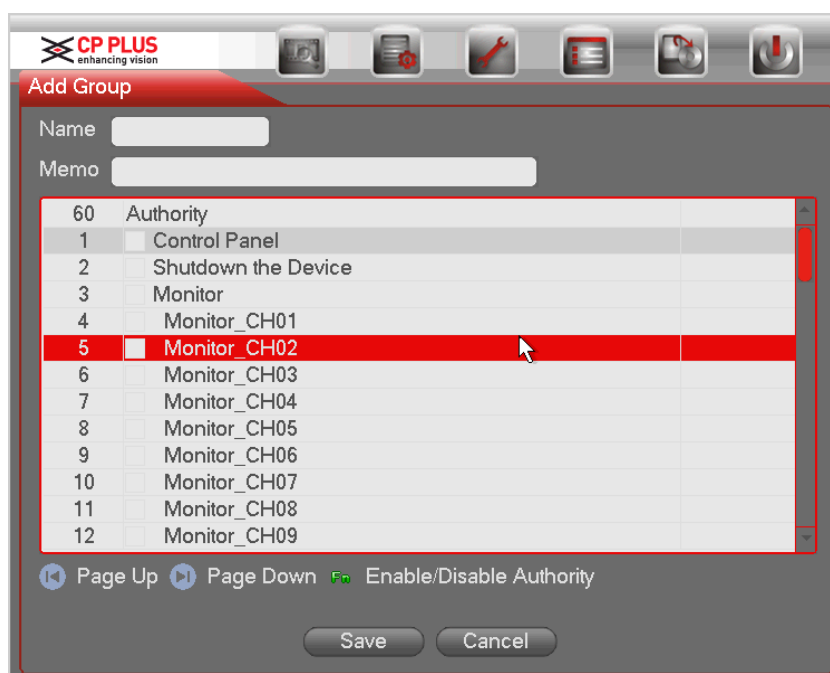 CP PLUS
enhancing vision
Add Group
Name
Memo
60 Authority
1 Control Panel
2 Shutdown the Device
3 Monitor
4 Monitor_CH01
5 Monitor_CH02
6 Monitor_CH03
7 Monitor_CH04
8 Monitor_CH05
9 Monitor_CH06
10 Monitor_CH07
11 Monitor_CH08
12 Monitor_CH09
Page Up Page Down Fn Enable/Disable Authority
Save Cancel